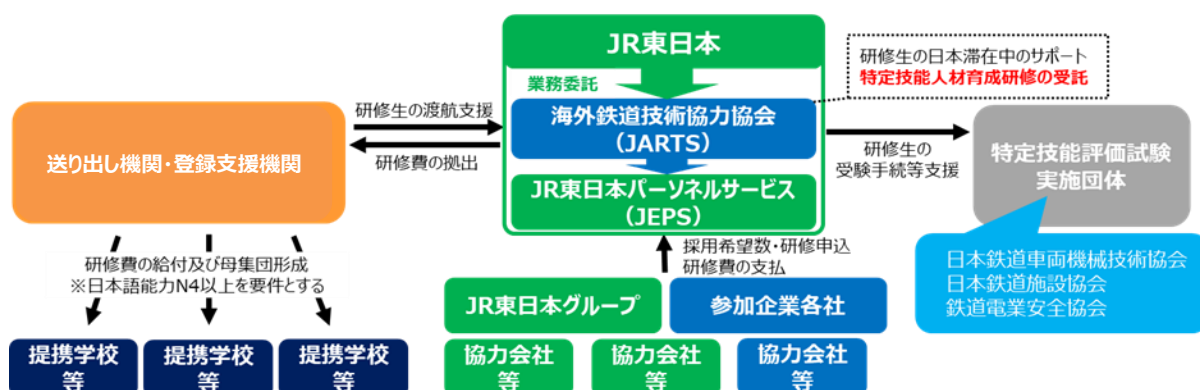 JR東日本
業務委託
海外鉄道技術協力協会
(JARTS)
JR東日本パーソネルサービス
(JEPS)
研修生の日本滞在中のサポート
特定技能人材育成研修の受託
送り出し機関・登録支援機関
研修生の渡航支援
研修費の拠出
研修生の
受験手続等支援
特定技能評価試験
実施団体
日本鉄道車両機械技術協会
日本鉄道施設協会
鉄道電業安全協会
研修費の給付及び母集団形成
※日本語能力N4以上を要件とする
採用希望数・研修申込
研修費の支払
JR東日本グループ
参加企業各社
提携学校
等
提携学校
等
提携学校
等
協力会社
等
協力会社
等
協力会社
等